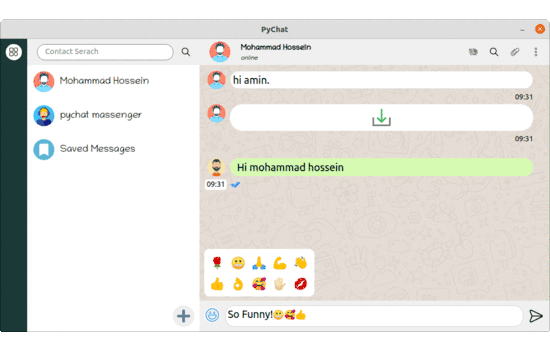 PyChat
Contact Serach
Mohammad Hossein
online
Mohammad Hossein
pychat massenger
Saved Messages
hi amin.
09:31
09:31
Hi mohammad hossein
09:31
So Funny!😬🥰👍